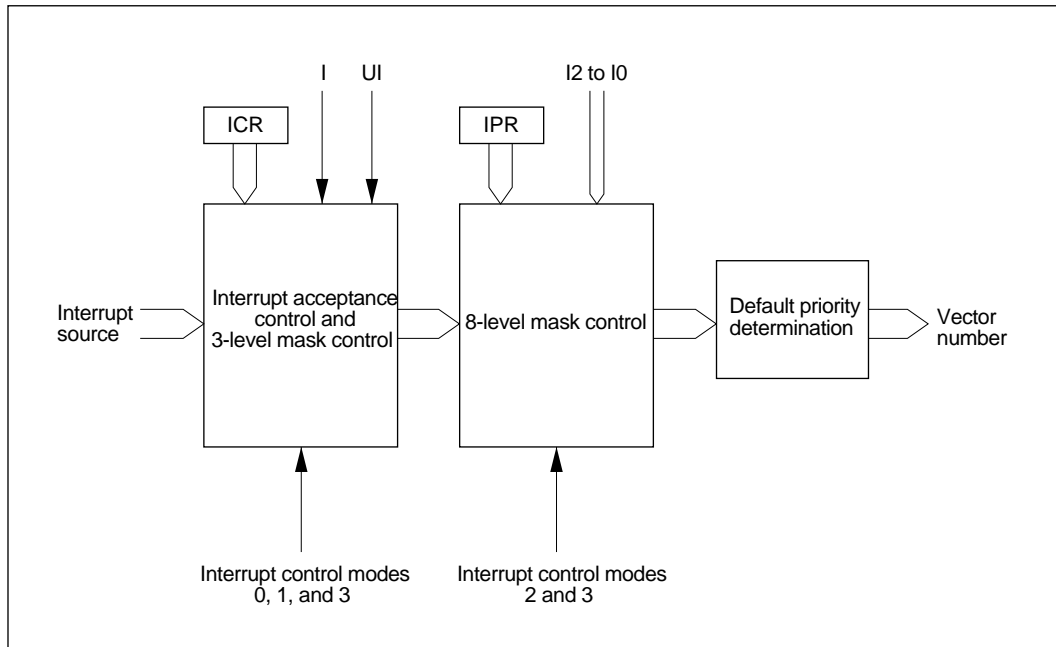 I
UI
I2 to I0
ICR
IPR
Interrupt
source
Interrupt acceptance
control and
3-level mask control
8-level mask control
Default priority
determination
Vector
number
Interrupt control modes
0, 1, and 3
Interrupt control modes
2 and 3